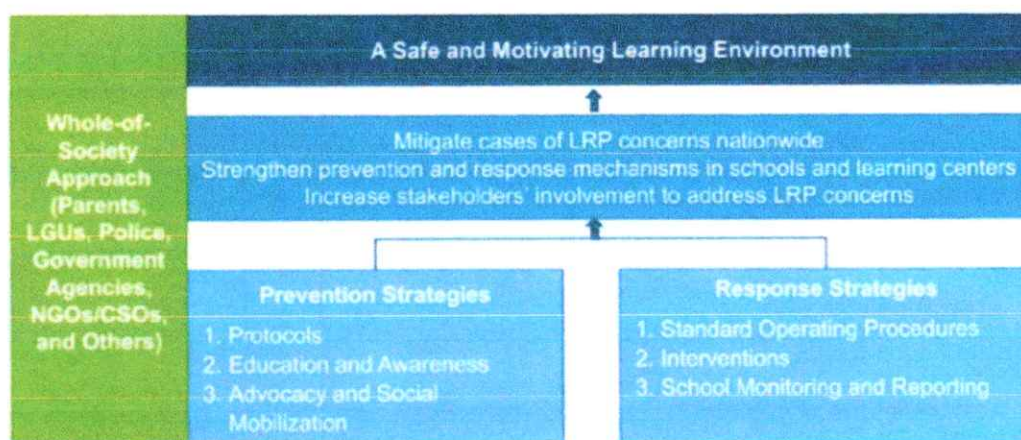 A Safe and Motivating Learning Environment
Whole-of-
Society
Approach
(Parents,
LGUs, Police,
Government
Agencies,
NGOs/CSOs,
and Others)
Mitigate cases of LRP concerns nationwide
Strengthen prevention and response mechanisms in schools and learning centers
Increase stakeholders' involvement to address LRP concerns
Prevention Strategies
1. Protocols
2. Education and Awareness
3. Advocacy and Social
Mobilization
Response Strategies
1. Standard Operating Procedures
2. Interventions
3. School Monitoring and Reporting